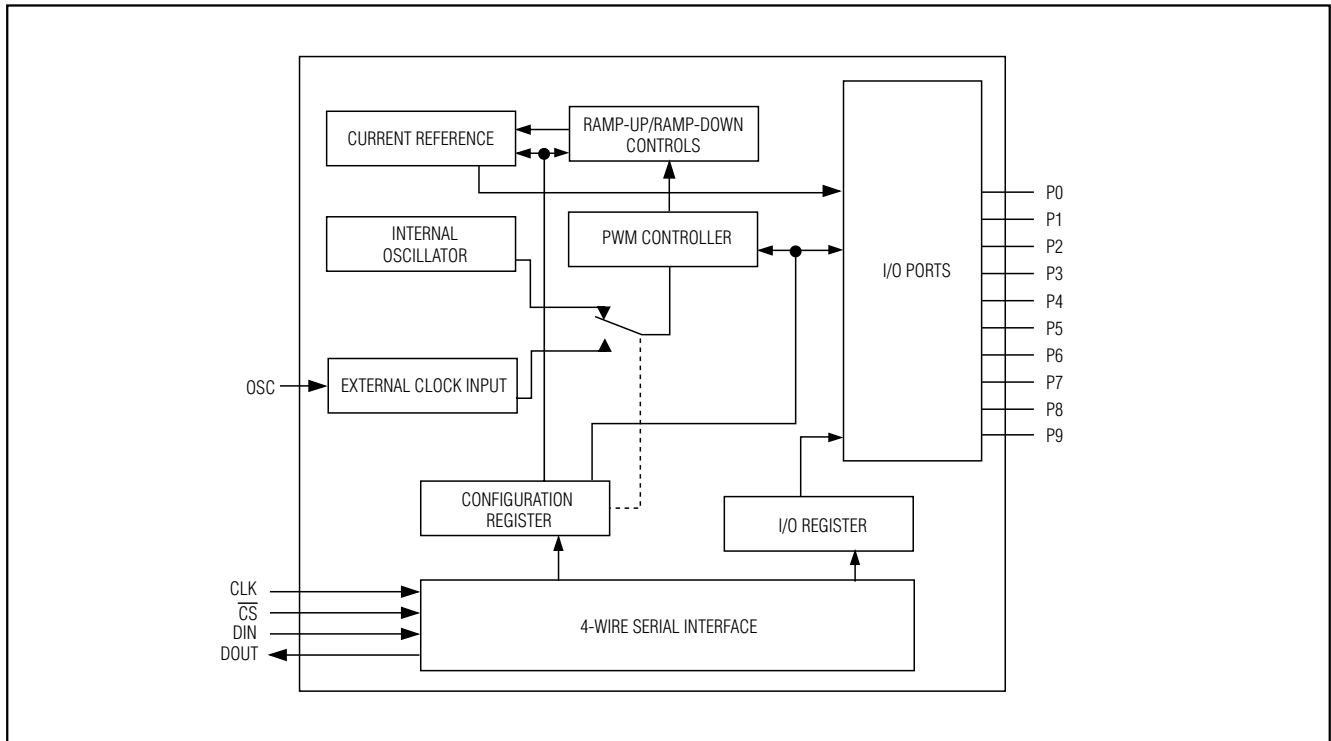 CURRENT REFERENCE
RAMP-UP/RAMP-DOWN
CONTROLS
INTERNAL
OSCILLATOR
PWM CONTROLLER
I/O PORTS
P0
P1
P2
P3
P4
P5
P6
P7
P8
P9
OSC
EXTERNAL CLOCK INPUT
CONFIGURATION
REGISTER
I/O REGISTER
CLK
C̅S̅
DIN
DOUT
4-WIRE SERIAL INTERFACE